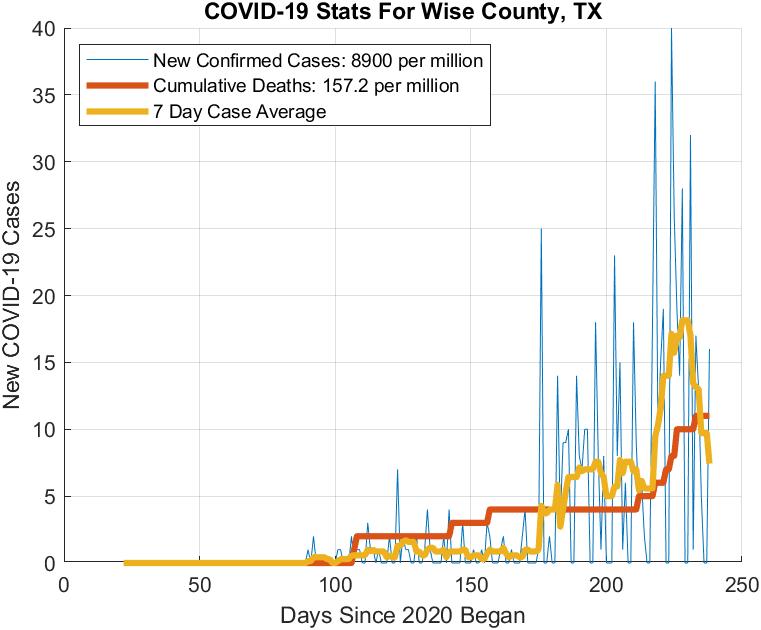 COVID-19 Stats For Wise County, TX
New Confirmed Cases: 8900 per million
Cumulative Deaths: 157.2 per million
7 Day Case Average
New COVID-19 Cases
40
35
30
25
20
15
10
5
0
0 50 100 150 200 250
Days Since 2020 Began